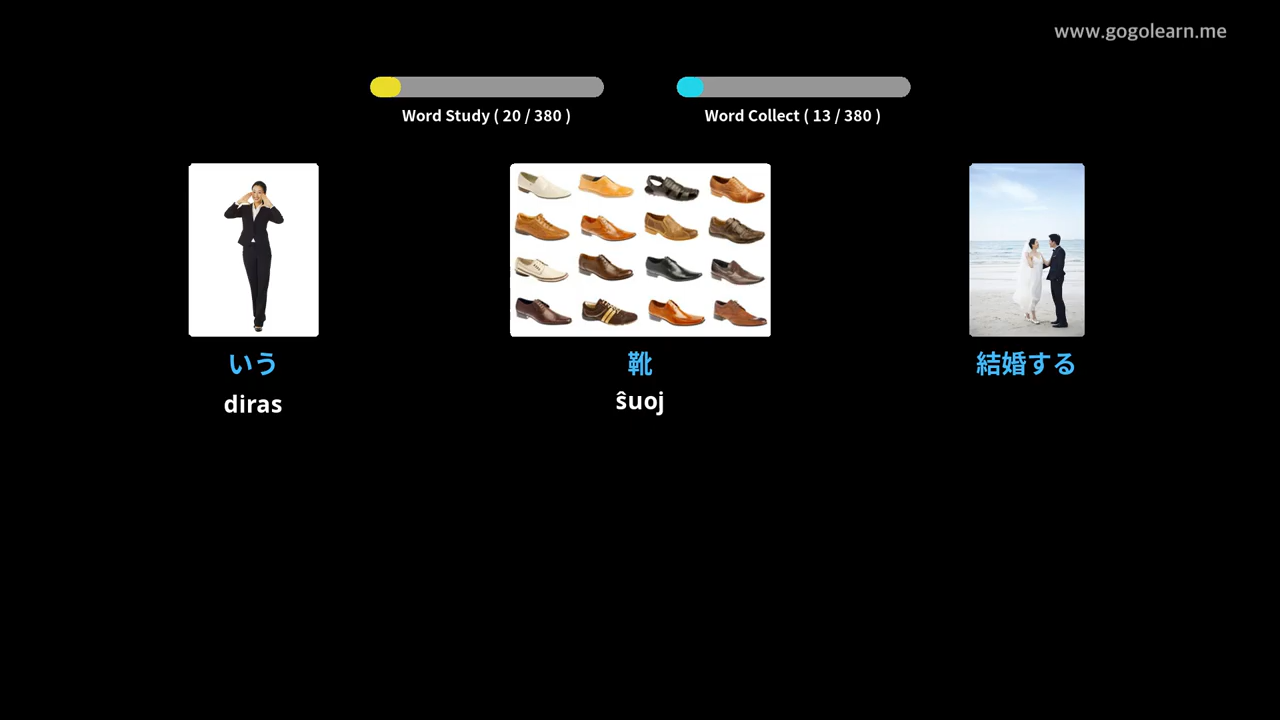 www.gogolearn.me
Word Study ( 20 / 380 )
Word Collect ( 13 / 380 )
いう
靴
結婚する
diras
ŝuoj